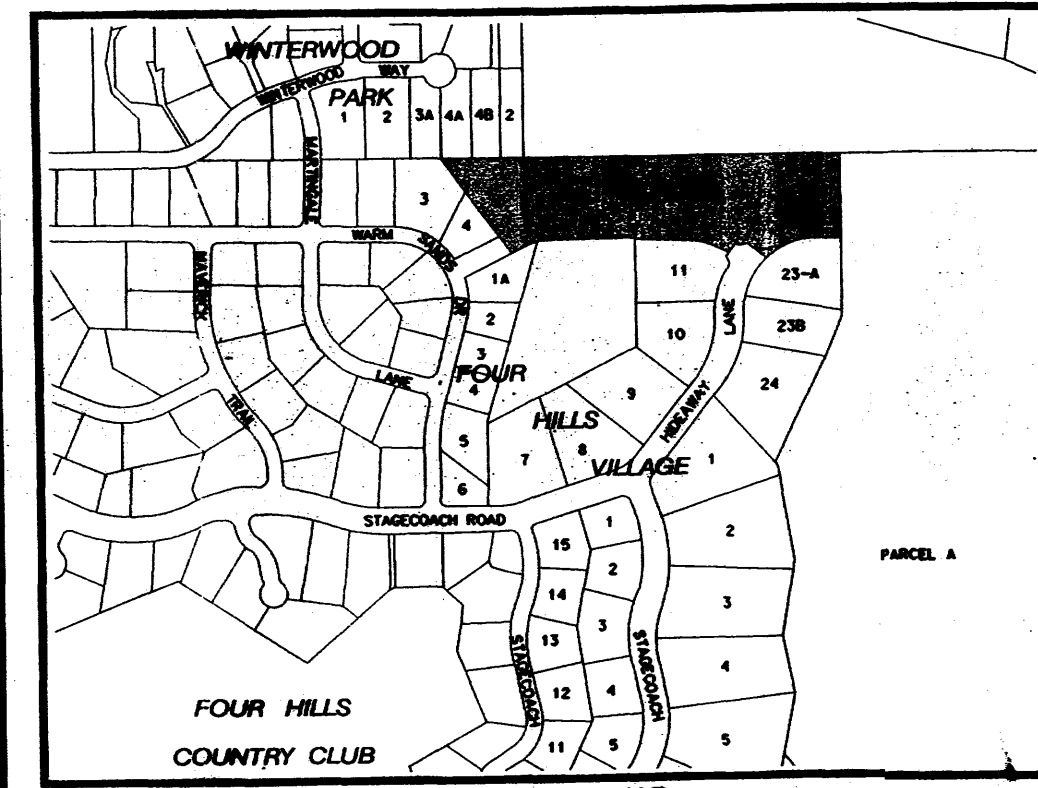 WINTERWOOD
WINTERWOOD WAY
PARK
1 2 3A 4A 4B 2
MARTINGALE
3
4
WARM SANDS DR
MAVERICK
1A
11
23-A
2
LANE
23B
10
3
FOUR
4
LANE
24
9
TRAIL
HILLS
HIDEAWAY
5
7
8
VILLAGE
1
6
STAGECOACH ROAD
1
2
15
PARCEL A
2
14
3
3
13
STAGECOACH
STAGECOACH
4
12
4
FOUR HILLS
5
11
5
COUNTRY CLUB